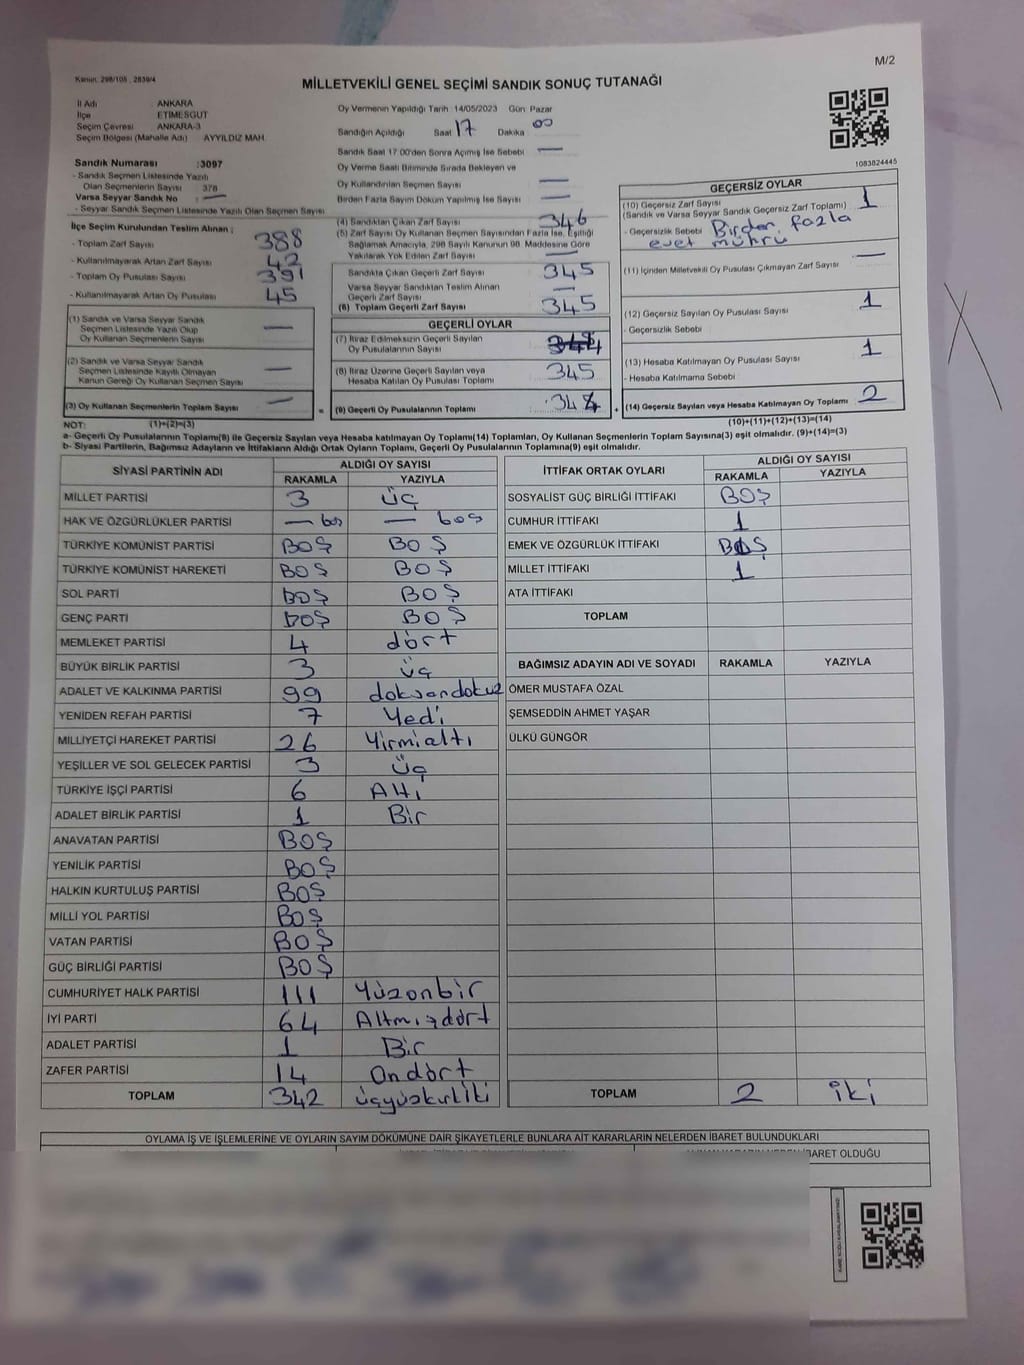 M/2
Kanun: 298/105 , 2839/4
MİLLETVEKİLİ GENEL SEÇİMİ SANDIK SONUÇ TUTANAĞI
İl Adı : ANKARA
İlçe : ETİMESGUT
Seçim Çevresi : ANKARA-3
Seçim Bölgesi (Mahalle Adı) : AYYILDIZ MAH.
Sandık Numarası :3097
- Sandık Seçmen Listesinde Yazılı
Olan Seçmenlerin Sayısı : 378
Varsa Seyyar Sandık No : —
- Seyyar Sandık Seçmen Listesinde Yazılı Olan Seçmen Sayısı
İlçe Seçim Kurulundan Teslim Alınan ;
- Toplam Zarf Sayısı : 388
- Kullanılmayarak Artan Zarf Sayısı : 42
- Toplam Oy Pusulası Sayısı : 391
- Kullanılmayarak Artan Oy Pusulası : 45
(1) Sandık ve Varsa Seyyar Sandık
Seçmen Listesinde Yazılı Olup
Oy Kullanan Seçmenlerin Sayısı —
(2) Sandık ve Varsa Seyyar Sandık
Seçmen Listesinde Kayıtlı Olmayan
Kanun Gereği Oy Kullanan Seçmen Sayısı —
(3) Oy Kullanan Seçmenlerin Toplam Sayısı —
Oy Vermenin Yapıldığı Tarih :14/05/2023 Gün: Pazar
Sandığın Açıldığı Saat 17 Dakika 00
Sandık Saat 17.00'den Sonra Açılmış İse Sebebi —
Oy Verme Saati Bitiminde Sırada Bekleyen ve
Oy Kullandırılan Seçmen Sayısı —
Birden Fazla Sayım Döküm Yapılmış İse Sayısı —
(4) Sandıktan Çıkan Zarf Sayısı 346
(5) Zarf Sayısı Oy Kullanan Seçmen Sayısından Fazla İse, Eşitliği
Sağlamak Amacıyla, 298 Sayılı Kanunun 98. Maddesine Göre
Yakılarak Yok Edilen Zarf Sayısı —
Sandıkta Çıkan Geçerli Zarf Sayısı 345
Varsa Seyyar Sandıktan Teslim Alınan
Geçerli Zarf Sayısı —
(6) Toplam Geçerli Zarf Sayısı 345
GEÇERLİ OYLAR
(7) İtiraz Edilmeksizin Geçerli Sayılan
Oy Pusulalarının Sayısı
(8) İtiraz Üzerine Geçerli Sayılan veya
Hesaba Katılan Oy Pusulası Toplamı 345
= (9) Geçerli Oy Pusulalarının Toplamı +
1083824445
GEÇERSİZ OYLAR
(10) Geçersiz Zarf Sayısı 1
(Sandık ve Varsa Seyyar Sandık Geçersiz Zarf Toplamı)
- Geçersizlik Sebebi Birden fazla
evet mührü
(11) İçinden Milletvekili Oy Pusulası Çıkmayan Zarf Sayısı —
(12) Geçersiz Sayılan Oy Pusulası Sayısı 1
- Geçersizlik Sebebi
(13) Hesaba Katılmayan Oy Pusulası Sayısı 1
- Hesaba Katılmama Sebebi
(14) Geçersiz Sayılan veya Hesaba Katılmayan Oy Toplamı 2
NOT: (1)+(2)=(3) (10)+(11)+(12)+(13)=(14)
a- Geçerli Oy Pusulalarının Toplamı(9) ile Geçersiz Sayılan veya Hesaba katılmayan Oy Toplamı(14) Toplamları, Oy Kullanan Seçmenlerin Toplam Sayısına(3) eşit olmalıdır. (9)+(14)=(3)
b- Siyasi Partilerin, Bağımsız Adayların ve İttifakların Aldığı Ortak Oyların Toplamı, Geçerli Oy Pusulalarının Toplamına(9) eşit olmalıdır.
SİYASİ PARTİNİN ADI ALDIĞI OY SAYISI
RAKAMLA YAZIYLA
MİLLET PARTİSİ 3 üç
HAK VE ÖZGÜRLÜKLER PARTİSİ — boş — boş
TÜRKİYE KOMÜNİST PARTİSİ BOŞ BOŞ
TÜRKİYE KOMÜNİST HAREKETİ BOŞ BOŞ
SOL PARTİ BOŞ BOŞ
GENÇ PARTİ BOŞ BOŞ
MEMLEKET PARTİSİ 4 dört
BÜYÜK BİRLİK PARTİSİ 3 üç
ADALET VE KALKINMA PARTİSİ 99 doksandokuz
YENİDEN REFAH PARTİSİ 7 Yedi
MİLLİYETÇİ HAREKET PARTİSİ 26 Yirmialtı
YEŞİLLER VE SOL GELECEK PARTİSİ 3 Üç
TÜRKİYE İŞÇİ PARTİSİ 6 Altı
ADALET BİRLİK PARTİSİ 1 Bir
ANAVATAN PARTİSİ BOŞ
YENİLİK PARTİSİ BOŞ
HALKIN KURTULUŞ PARTİSİ BOŞ
MİLLİ YOL PARTİSİ BOŞ
VATAN PARTİSİ BOŞ
GÜÇ BİRLİĞİ PARTİSİ BOŞ
CUMHURİYET HALK PARTİSİ 111 Yüzonbir
İYİ PARTİ 64 Altmışdört
ADALET PARTİSİ 1 Bir
ZAFER PARTİSİ 14 Ondört
TOPLAM 342 üçyüzkırkiki
İTTİFAK ORTAK OYLARI ALDIĞI OY SAYISI
RAKAMLA YAZIYLA
SOSYALİST GÜÇ BİRLİĞİ İTTİFAKI BOŞ
CUMHUR İTTİFAKI 1
EMEK VE ÖZGÜRLÜK İTTİFAKI BOŞ
MİLLET İTTİFAKI 1
ATA İTTİFAKI
TOPLAM
BAĞIMSIZ ADAYIN ADI VE SOYADI RAKAMLA YAZIYLA
ÖMER MUSTAFA ÖZAL
ŞEMSEDDİN AHMET YAŞAR
ÜLKÜ GÜNGÖR
TOPLAM 2 iki
OYLAMA İŞ VE İŞLEMLERİNE VE OYLARIN SAYIM DÖKÜMÜNE DAİR ŞİKAYETLERLE BUNLARA AİT KARARLARIN NELERDEN İBARET BULUNDUKLARI
İBARET OLDUĞU